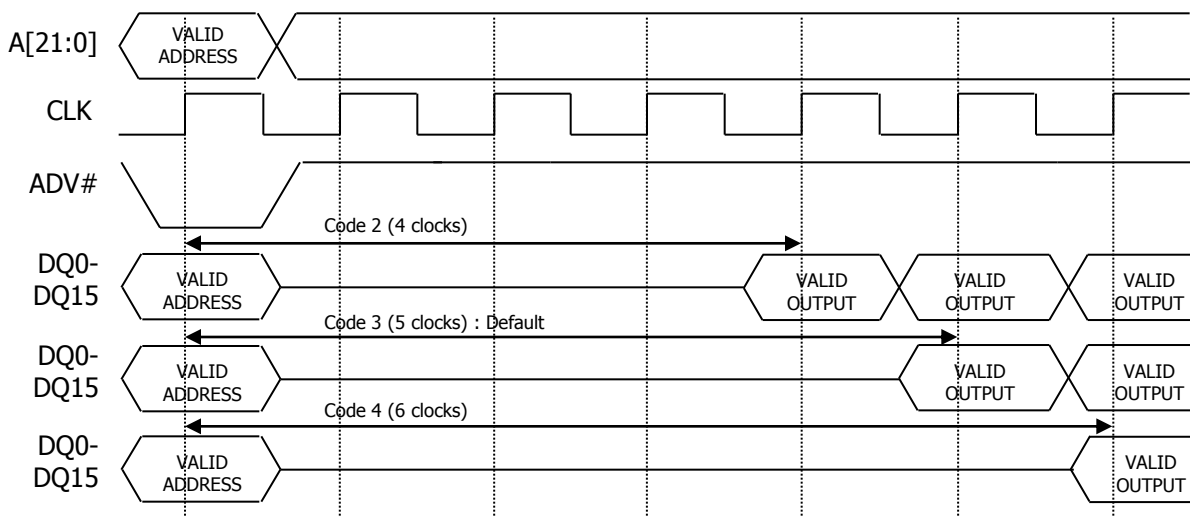 A[21:0]
VALID
ADDRESS
CLK
ADV#
Code 2 (4 clocks)
DQ0-
DQ15
VALID
ADDRESS
VALID
OUTPUT
VALID
OUTPUT
VALID
OUTPUT
Code 3 (5 clocks) : Default
DQ0-
DQ15
VALID
ADDRESS
VALID
OUTPUT
VALID
OUTPUT
Code 4 (6 clocks)
DQ0-
DQ15
VALID
ADDRESS
VALID
OUTPUT